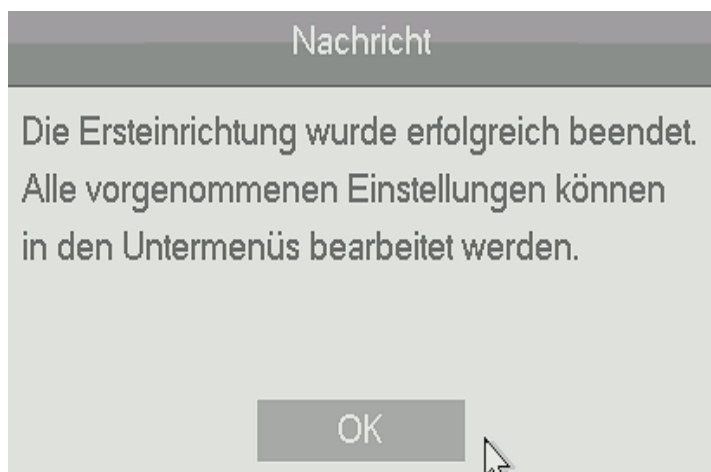 Nachricht
Die Ersteinrichtung wurde erfolgreich beendet.
Alle vorgenommenen Einstellungen können
in den Untermenüs bearbeitet werden.
OK